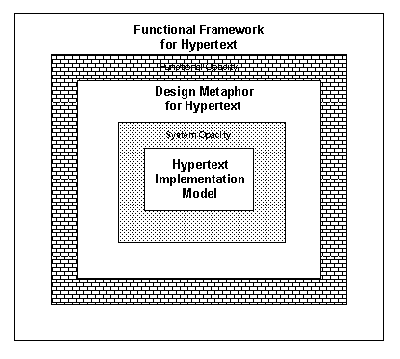 Functional Framework
for Hypertext
Functional Opacity
Design Metaphor
for Hypertext
System Opacity
Hypertext
Implementation
Model